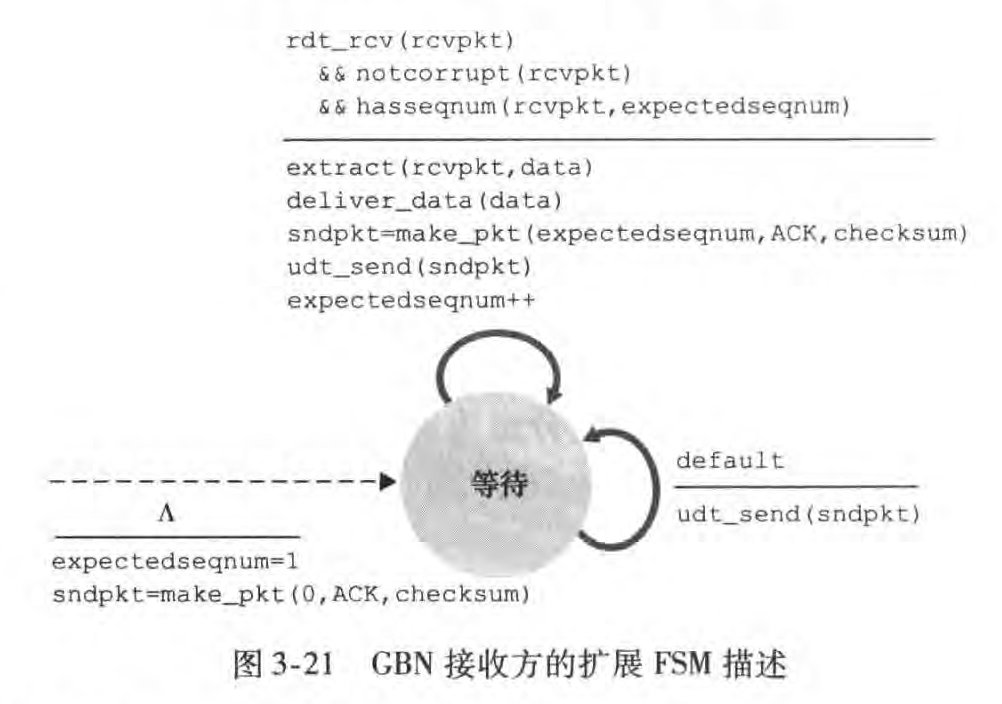 rdt_rcv(rcvpkt)
&& notcorrupt(rcvpkt)
&& hasseqnum(rcvpkt,expectedseqnum)
extract(rcvpkt,data)
deliver_data(data)
sndpkt=make_pkt(expectedseqnum,ACK,checksum)
udt_send(sndpkt)
expectedseqnum++
等待
default
udt_send(sndpkt)
Λ
expectedseqnum=1
sndpkt=make_pkt(0,ACK,checksum)
图 3-21 GBN 接收方的扩展 FSM 描述